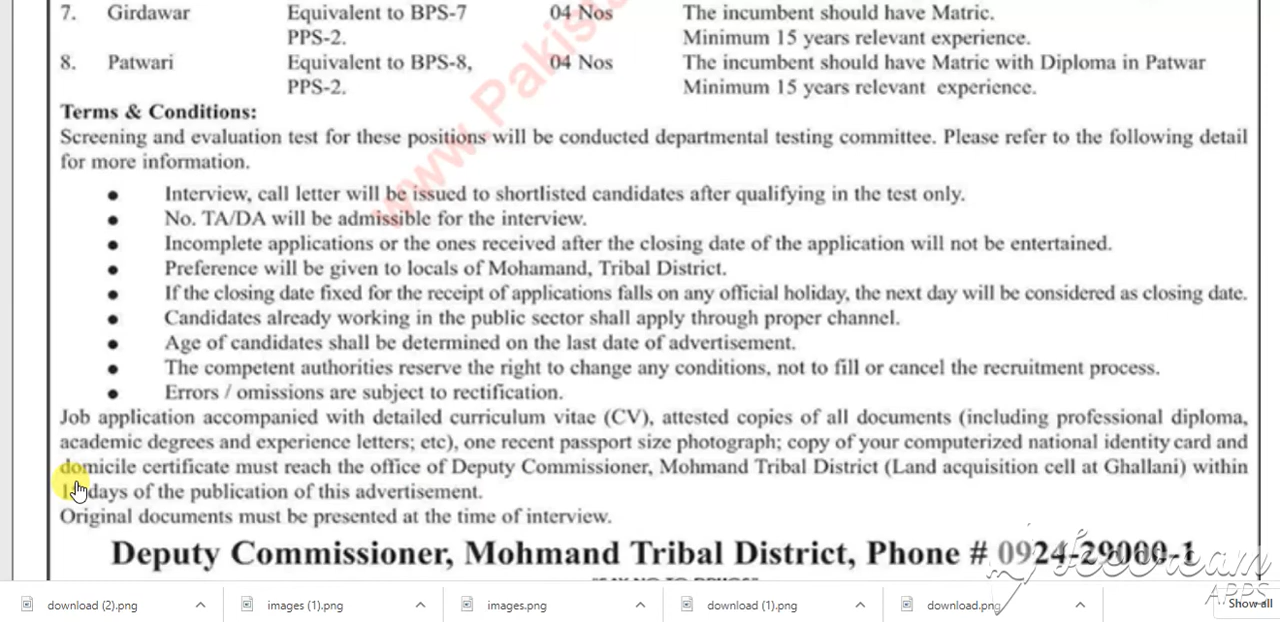 7. Girdawar Equivalent to BPS-7 04 Nos The incumbent should have Matric.
PPS-2. Minimum 15 years relevant experience.
8. Patwari Equivalent to BPS-8, 04 Nos The incumbent should have Matric with Diploma in Patwar
PPS-2. Minimum 15 years relevant experience.
www.Pakista
Terms & Conditions:
Screening and evaluation test for these positions will be conducted departmental testing committee. Please refer to the following detail
for more information.
● Interview, call letter will be issued to shortlisted candidates after qualifying in the test only.
● No. TA/DA will be admissible for the interview.
● Incomplete applications or the ones received after the closing date of the application will not be entertained.
● Preference will be given to locals of Mohamand, Tribal District.
● If the closing date fixed for the receipt of applications falls on any official holiday, the next day will be considered as closing date.
● Candidates already working in the public sector shall apply through proper channel.
● Age of candidates shall be determined on the last date of advertisement.
● The competent authorities reserve the right to change any conditions, not to fill or cancel the recruitment process.
● Errors / omissions are subject to rectification.
Job application accompanied with detailed curriculum vitae (CV), attested copies of all documents (including professional diploma,
academic degrees and experience letters; etc), one recent passport size photograph; copy of your computerized national identity card and
domicile certificate must reach the office of Deputy Commissioner, Mohmand Tribal District (Land acquisition cell at Ghallani) within
days of the publication of this advertisement.
Original documents must be presented at the time of interview.
Deputy Commissioner, Mohmand Tribal District, Phone # 0924-29000-1
Icecream
APPS
download (2).png images (1).png images.png download (1).png download.png Show all